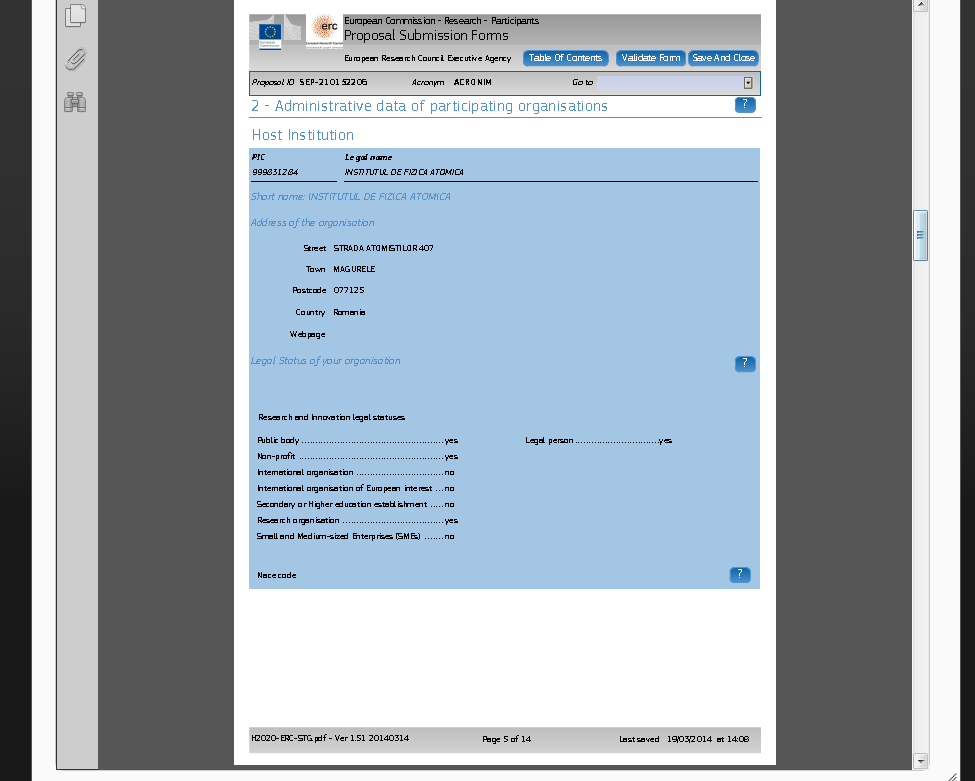 European Commission - Research - Participants
Proposal Submission Forms
erc
European Research Council Executive Agency
Table Of Contents
Validate Form
Save And Close
Proposal ID SEP-210152206
Acronym ACRONIM
Go to
2 - Administrative data of participating organisations
?
Host Institution
PIC
Legal name
999831284
INSTITUTUL DE FIZICA ATOMICA
Short name: INSTITUTUL DE FIZICA ATOMICA
Address of the organisation
Street STRADA ATOMISTILOR 407
Town MAGURELE
Postcode 077125
Country Romania
Webpage
Legal Status of your organisation
?
Research and Innovation legal statuses
Public body .................................................. yes
Legal person .............................. yes
Non-profit ................................................... yes
International organisation ............................... no
International organisation of European interest ... no
Secondary or Higher education establishment ..... no
Research organisation .................................... yes
Small and Medium-sized Enterprises (SMEs) ....... no
Nace code
?
H2020-ERC-STG.pdf - Ver 1.51 20140314
Page 5 of 14
Last saved 19/03/2014 at 14:08